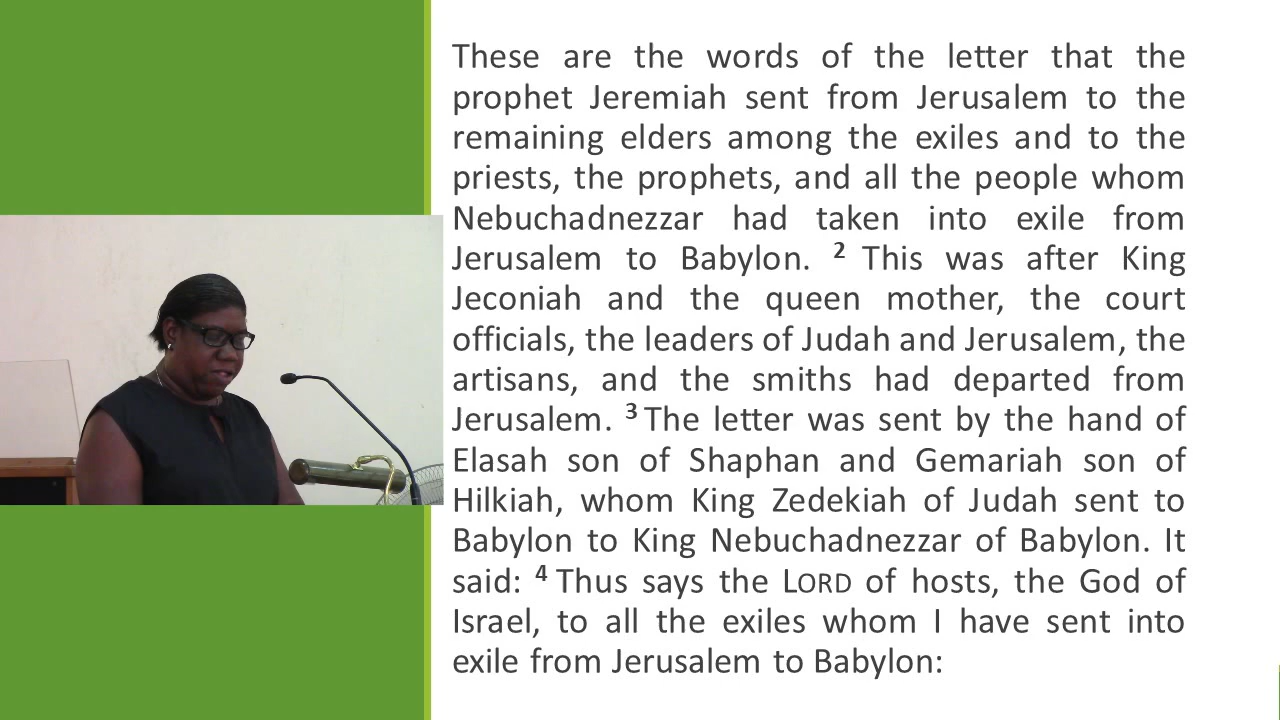 These are the words of the letter that the
prophet Jeremiah sent from Jerusalem to the
remaining elders among the exiles and to the
priests, the prophets, and all the people whom
Nebuchadnezzar had taken into exile from
Jerusalem to Babylon. ² This was after King
Jeconiah and the queen mother, the court
officials, the leaders of Judah and Jerusalem, the
artisans, and the smiths had departed from
Jerusalem. ³ The letter was sent by the hand of
Elasah son of Shaphan and Gemariah son of
Hilkiah, whom King Zedekiah of Judah sent to
Babylon to King Nebuchadnezzar of Babylon. It
said: ⁴ Thus says the LORD of hosts, the God of
Israel, to all the exiles whom I have sent into
exile from Jerusalem to Babylon: